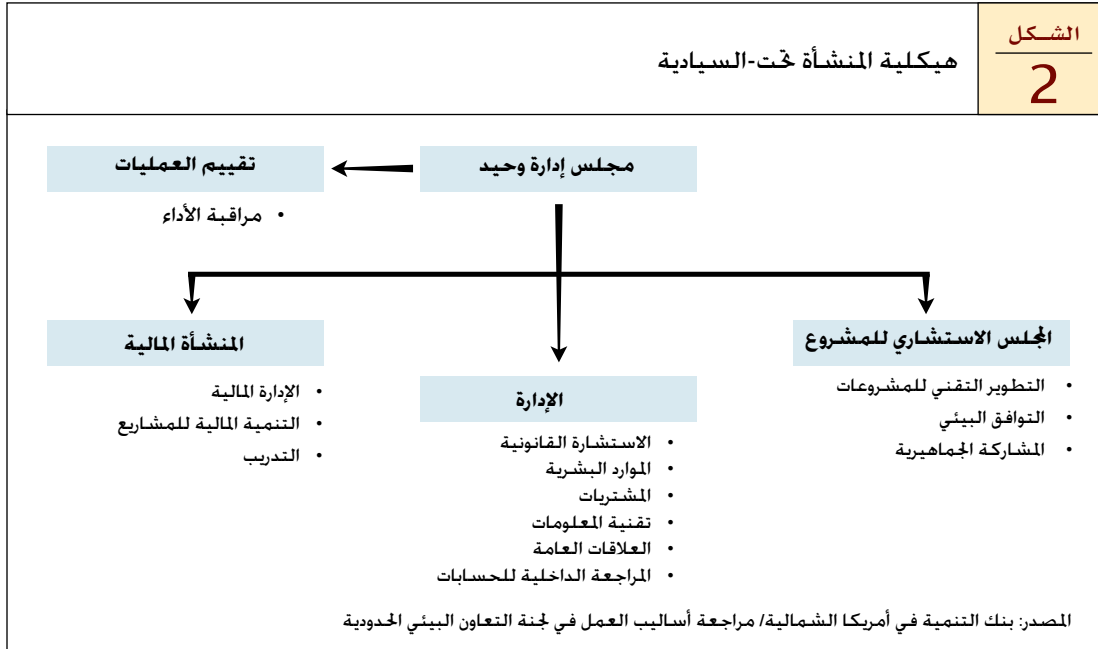 الشـكل
2
هيكلية المنشأة تحت-السيادية
مجلس إدارة وحيد
تقييم العمليات
• مراقبة الأداء
المجلس الاستشاري للمشروع
• التطوير التقني للمشروعات
• التوافق البيئي
• المشاركة الجماهيرية
الإدارة
• الاستشارة القانونية
• الموارد البشرية
• المشتريات
• تقنية المعلومات
• العلاقات العامة
• المراجعة الداخلية للحسابات
المنشأة المالية
• الإدارة المالية
• التنمية المالية للمشاريع
• التدريب
المصدر: بنك التنمية في أمريكا الشمالية/ مراجعة أساليب العمل في لجنة التعاون البيئي الحدودية